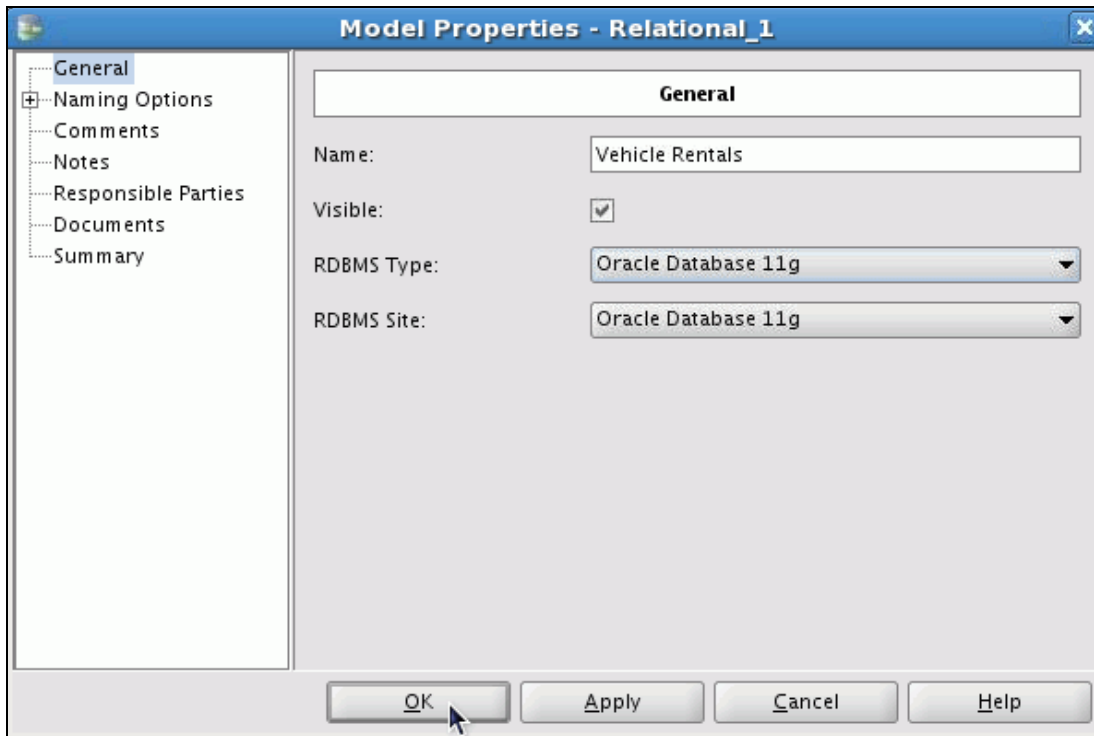 Model Properties - Relational_1
General
Naming Options
Comments
Notes
Responsible Parties
Documents
Summary
General
Name:
Vehicle Rentals
Visible:
RDBMS Type:
Oracle Database 11g
RDBMS Site:
Oracle Database 11g
OK
Apply
Cancel
Help